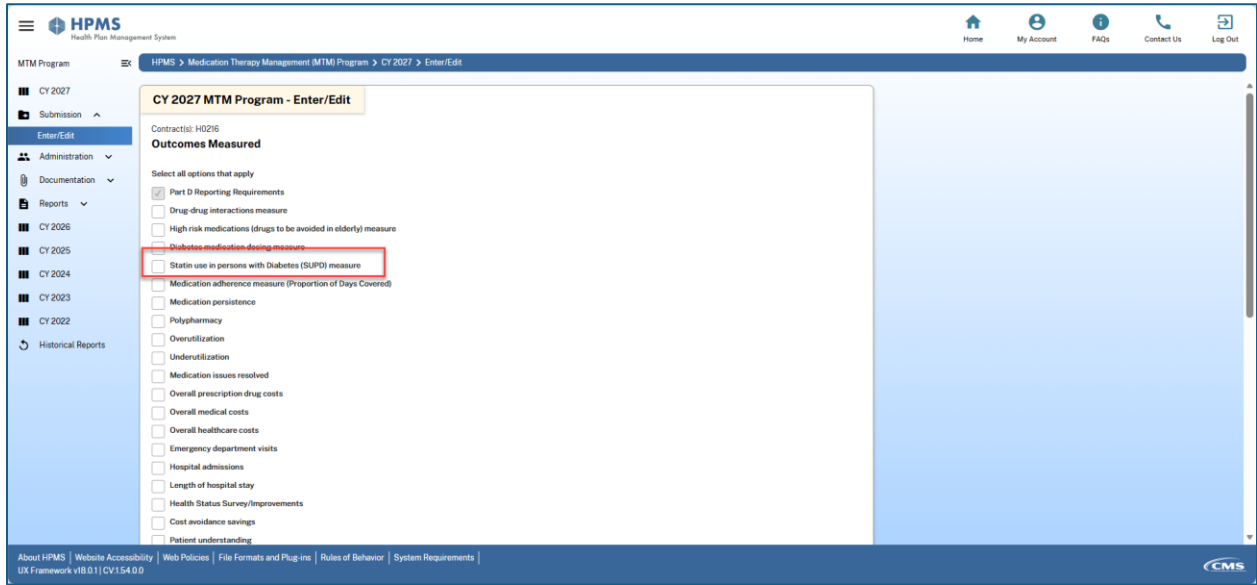 HPMS
Health Plan Management System
Home
My Account
FAQs
Contact Us
Log Out
MTM Program
HPMS > Medication Therapy Management (MTM) Program > CY 2027 > Enter/Edit
CY 2027
Submission
Enter/Edit
Administration
Documentation
Reports
CY 2026
CY 2025
CY 2024
CY 2023
CY 2022
Historical Reports
CY 2027 MTM Program - Enter/Edit
Contract(s): H0216
Outcomes Measured
Select all options that apply
Part D Reporting Requirements
Drug-drug interactions measure
High risk medications (drugs to be avoided in elderly) measure
Diabetes medication dosing measure
Statin use in persons with Diabetes (SUPD) measure
Medication adherence measure (Proportion of Days Covered)
Medication persistence
Polypharmacy
Overutilization
Underutilization
Medication issues resolved
Overall prescription drug costs
Overall medical costs
Overall healthcare costs
Emergency department visits
Hospital admissions
Length of hospital stay
Health Status Survey/Improvements
Cost avoidance savings
Patient understanding
About HPMS | Website Accessibility | Web Policies | File Formats and Plug-ins | Rules of Behavior | System Requirements |
UX Framework v18.0.1 | CV:1.54.0.0
CMS